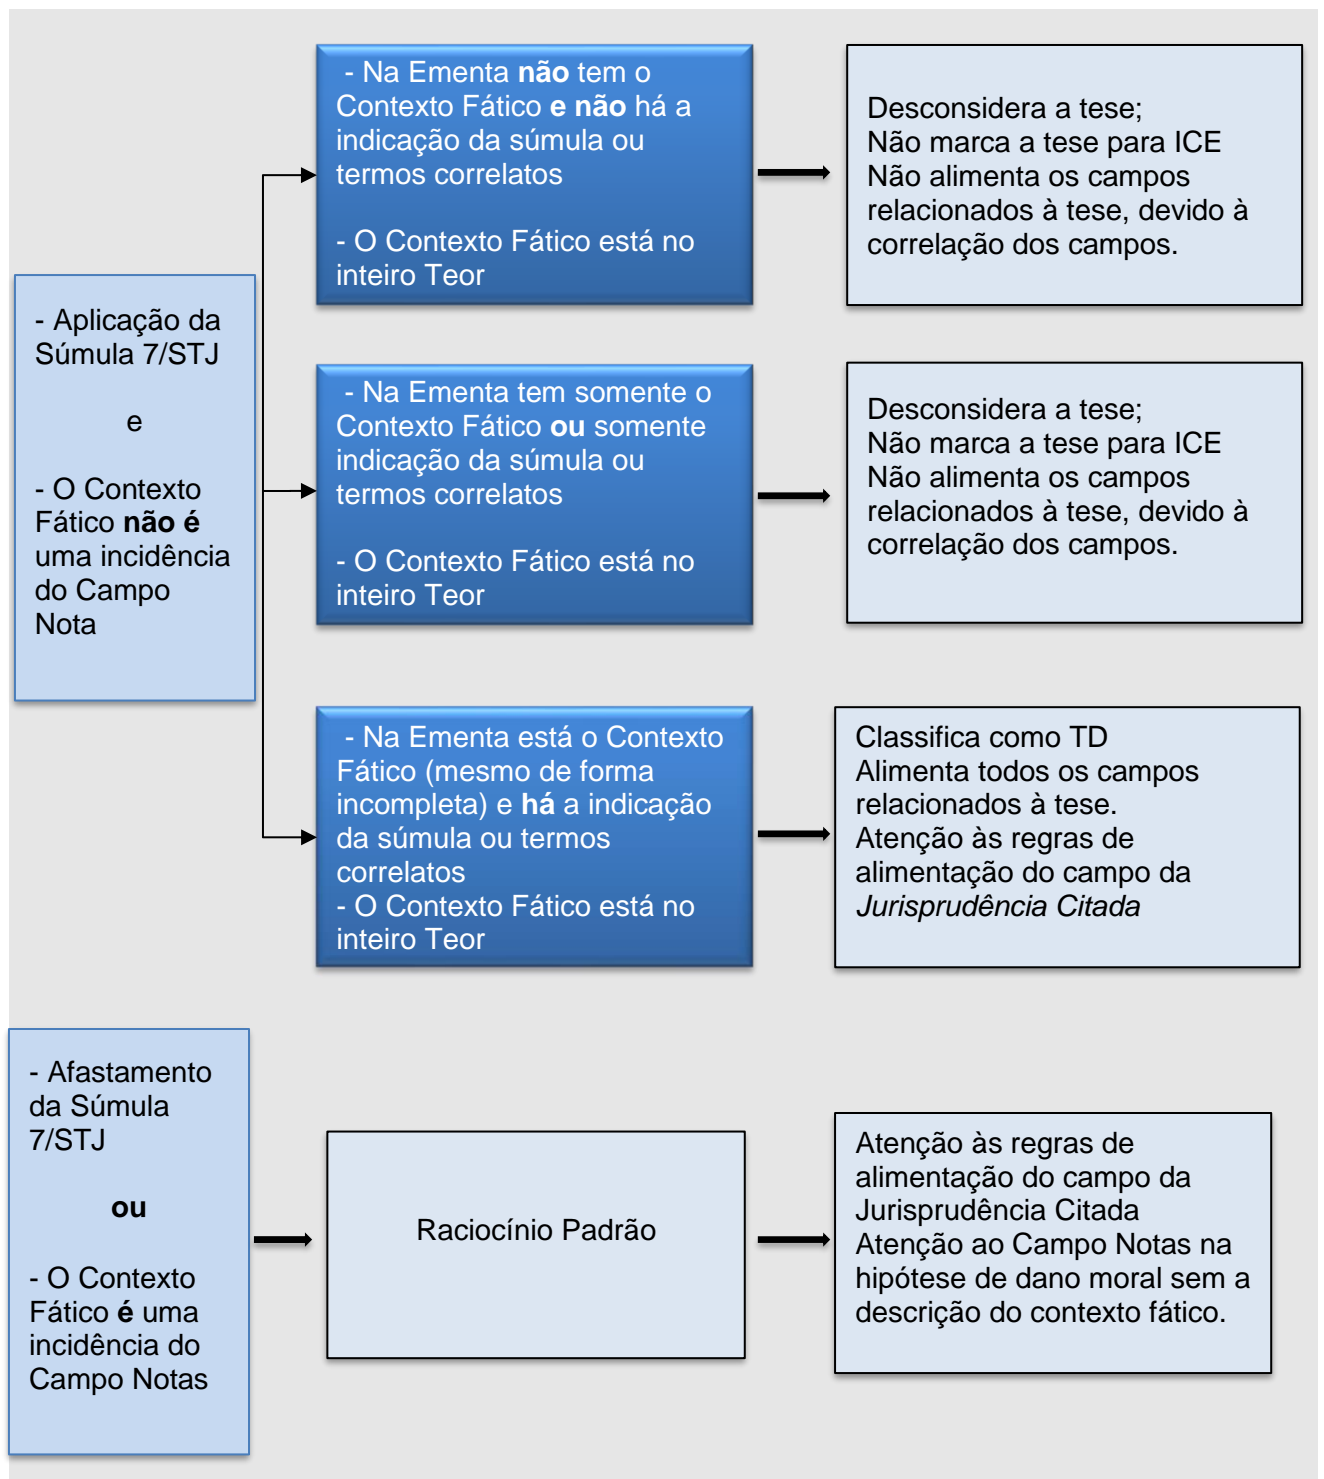 - Aplicação da
Súmula 7/STJ
e
- O Contexto
Fático não é
uma incidência
do Campo
Nota
- Na Ementa não tem o
Contexto Fático e não há a
indicação da súmula ou
termos correlatos
- O Contexto Fático está no
inteiro Teor
Desconsidera a tese;
Não marca a tese para ICE
Não alimenta os campos
relacionados à tese, devido à
correlação dos campos.
- Na Ementa tem somente o
Contexto Fático ou somente
indicação da súmula ou
termos correlatos
- O Contexto Fático está no
inteiro Teor
Desconsidera a tese;
Não marca a tese para ICE
Não alimenta os campos
relacionados à tese, devido à
correlação dos campos.
- Na Ementa está o Contexto
Fático (mesmo de forma
incompleta) e há a indicação
da súmula ou termos
correlatos
- O Contexto Fático está no
inteiro Teor
Classifica como TD
Alimenta todos os campos
relacionados à tese.
Atenção às regras de
alimentação do campo da
Jurisprudência Citada
- Afastamento
da Súmula
7/STJ
ou
- O Contexto
Fático é uma
incidência do
Campo Notas
Raciocínio Padrão
Atenção às regras de
alimentação do campo da
Jurisprudência Citada
Atenção ao Campo Notas na
hipótese de dano moral sem a
descrição do contexto fático.